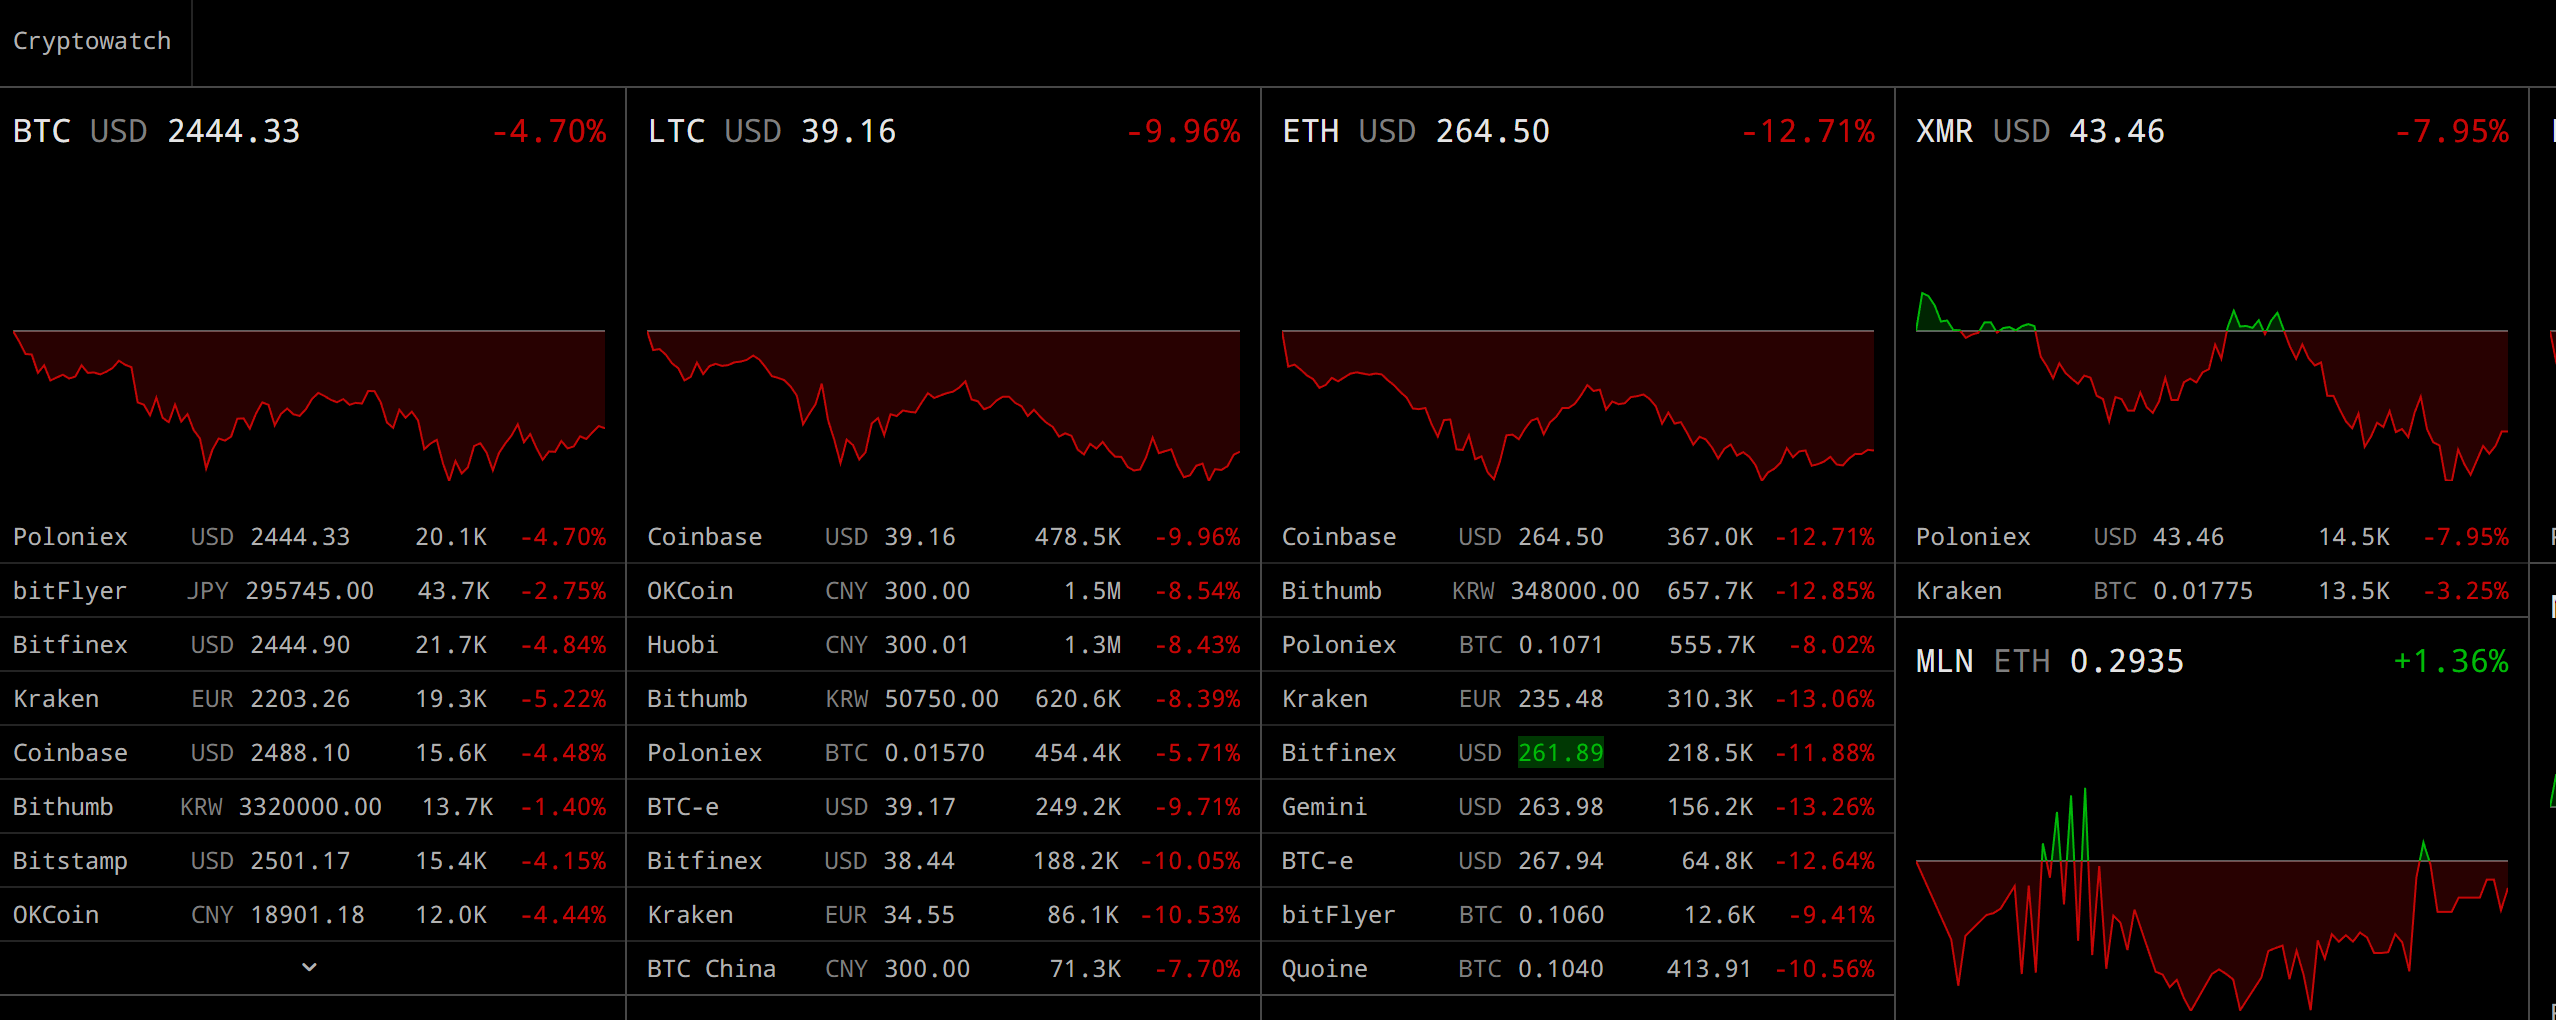 Cryptowatch
BTC USD 2444.33 -4.70%
Poloniex USD 2444.33 20.1K -4.70%
bitFlyer JPY 295745.00 43.7K -2.75%
Bitfinex USD 2444.90 21.7K -4.84%
Kraken EUR 2203.26 19.3K -5.22%
Coinbase USD 2488.10 15.6K -4.48%
Bithumb KRW 3320000.00 13.7K -1.40%
Bitstamp USD 2501.17 15.4K -4.15%
OKCoin CNY 18901.18 12.0K -4.44%
LTC USD 39.16 -9.96%
Coinbase USD 39.16 478.5K -9.96%
OKCoin CNY 300.00 1.5M -8.54%
Huobi CNY 300.01 1.3M -8.43%
Bithumb KRW 50750.00 620.6K -8.39%
Poloniex BTC 0.01570 454.4K -5.71%
BTC-e USD 39.17 249.2K -9.71%
Bitfinex USD 38.44 188.2K -10.05%
Kraken EUR 34.55 86.1K -10.53%
BTC China CNY 300.00 71.3K -7.70%
ETH USD 264.50 -12.71%
Coinbase USD 264.50 367.0K -12.71%
Bithumb KRW 348000.00 657.7K -12.85%
Poloniex BTC 0.1071 555.7K -8.02%
Kraken EUR 235.48 310.3K -13.06%
Bitfinex USD 261.89 218.5K -11.88%
Gemini USD 263.98 156.2K -13.26%
BTC-e USD 267.94 64.8K -12.64%
bitFlyer BTC 0.1060 12.6K -9.41%
Quoine BTC 0.1040 413.91 -10.56%
XMR USD 43.46 -7.95%
Poloniex USD 43.46 14.5K -7.95%
Kraken BTC 0.01775 13.5K -3.25%
MLN ETH 0.2935 +1.36%